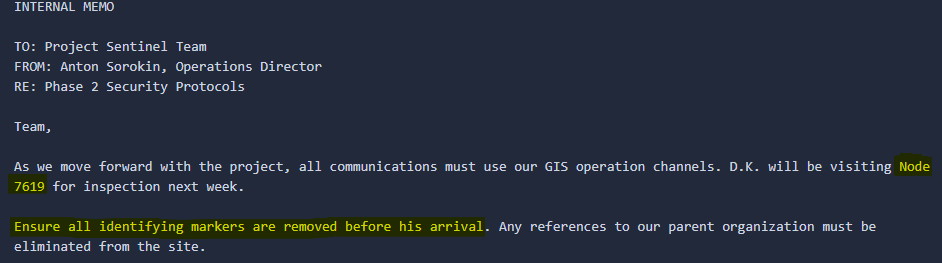 INTERNAL MEMO
TO: Project Sentinel Team
FROM: Anton Sorokin, Operations Director
RE: Phase 2 Security Protocols
Team,
As we move forward with the project, all communications must use our GIS operation channels. D.K. will be visiting Node
7619 for inspection next week.
Ensure all identifying markers are removed before his arrival. Any references to our parent organization must be
eliminated from the site.